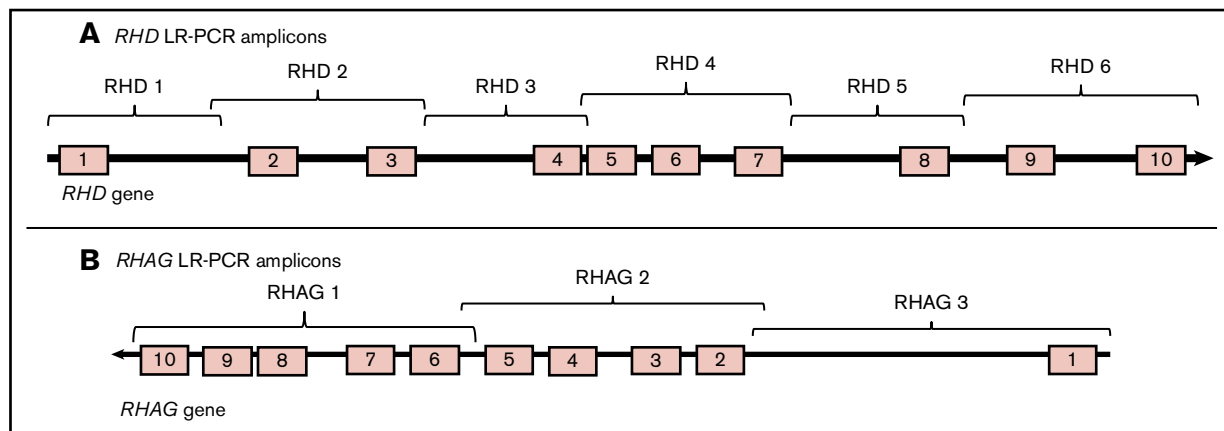 A RHD LR-PCR amplicons
RHD 1 RHD 2 RHD 3 RHD 4 RHD 5 RHD 6
1 2 3 4 5 6 7 8 9 10
RHD gene
B RHAG LR-PCR amplicons
RHAG 1 RHAG 2 RHAG 3
10 9 8 7 6 5 4 3 2 1
RHAG gene